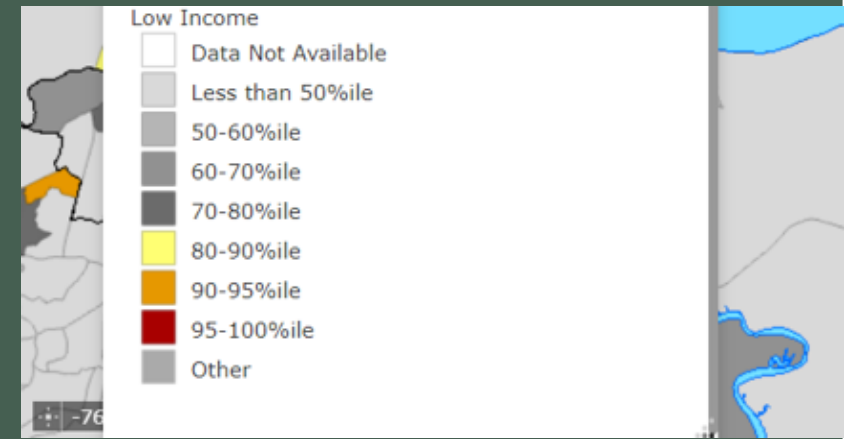 Low Income
Data Not Available
Less than 50%ile
50-60%ile
60-70%ile
70-80%ile
80-90%ile
90-95%ile
95-100%ile
Other
-76